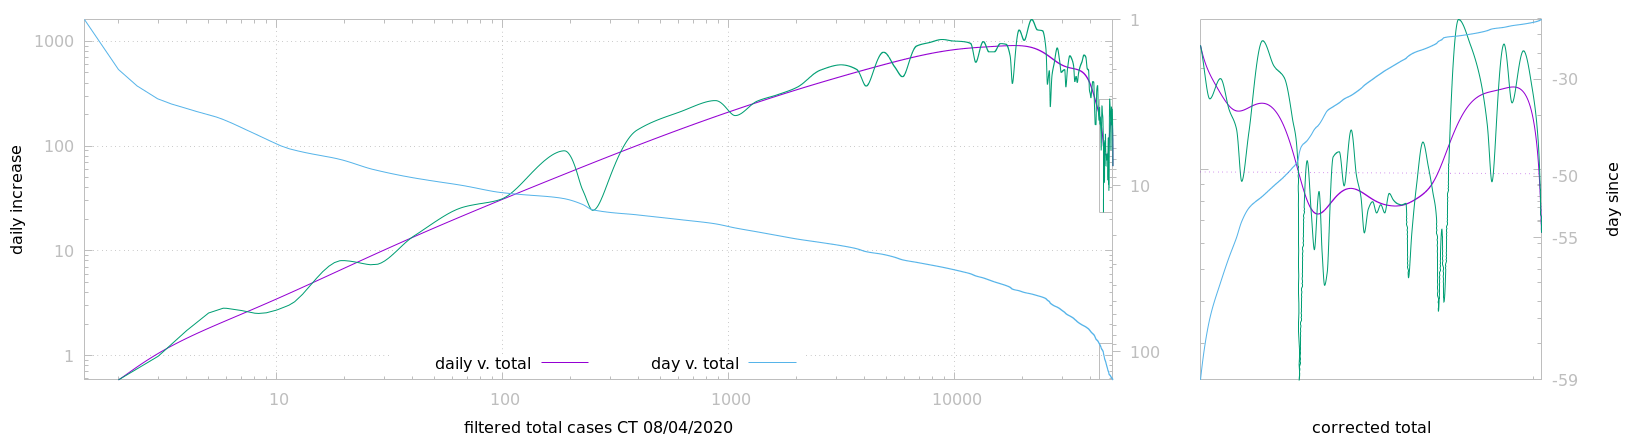 1000
100
10
1
daily increase
10
100
1000
10000
filtered total cases CT 08/04/2020
daily v. total
day v. total
1
10
100
-30
-50
-55
-59
day since
corrected total